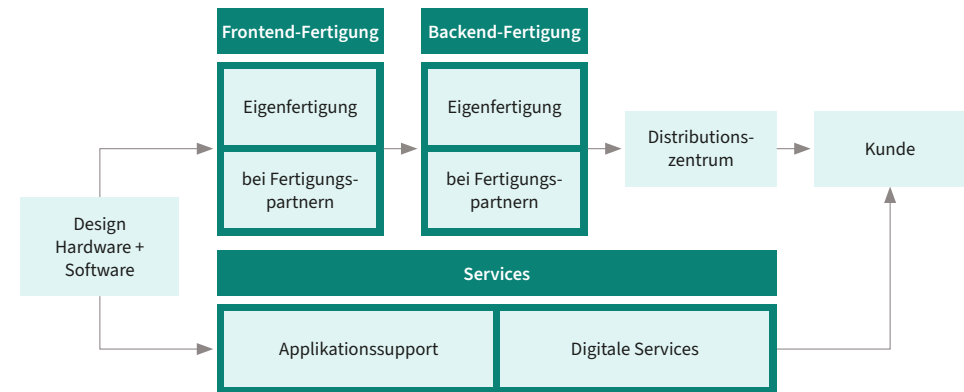 Frontend-Fertigung
Backend-Fertigung
Eigenfertigung
Eigenfertigung
Distributions-
zentrum
Kunde
bei Fertigungs-
partnern
bei Fertigungs-
partnern
Design
Hardware +
Software
Services
Applikationssupport
Digitale Services